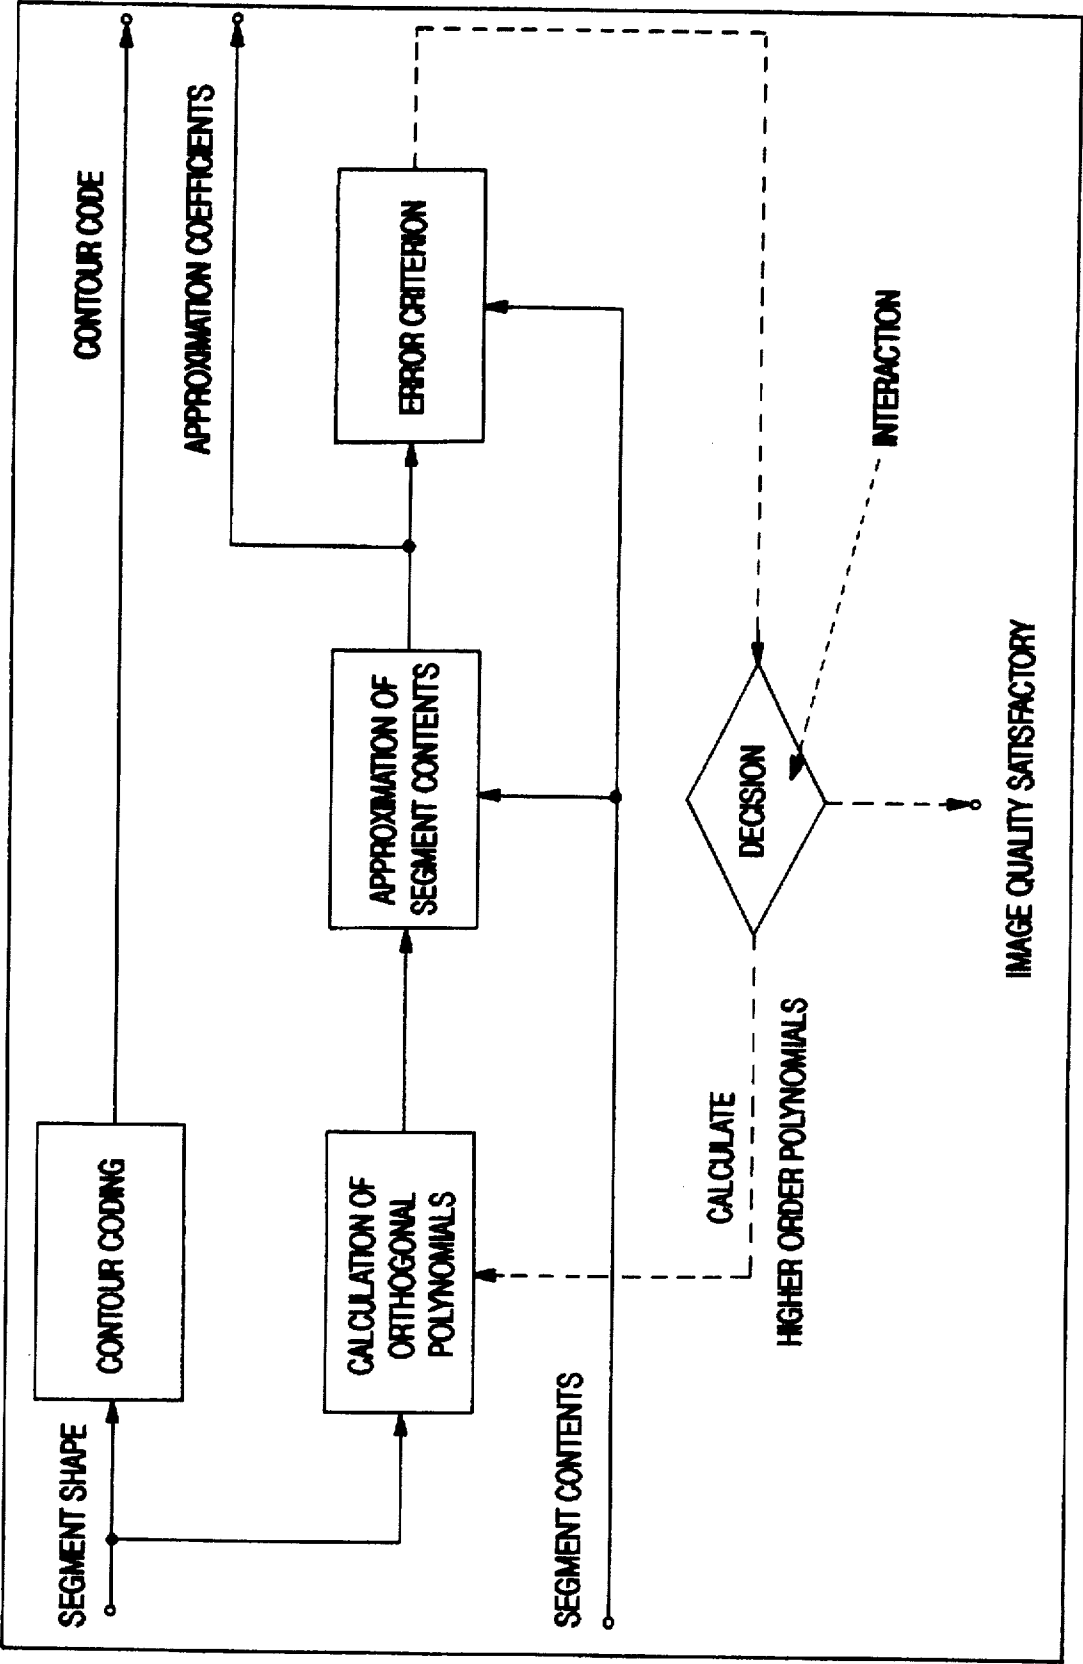 SEGMENT SHAPE
CONTOUR CODING
CONTOUR CODE
APPROXIMATION COEFFICIENTS
CALCULATION OF
ORTHOGONAL
POLYNOMIALS
APPROXIMATION OF
SEGMENT CONTENTS
ERROR CRITERION
SEGMENT CONTENTS
CALCULATE
HIGHER ORDER POLYNOMIALS
DECISION
INTERACTION
IMAGE QUALITY SATISFACTORY